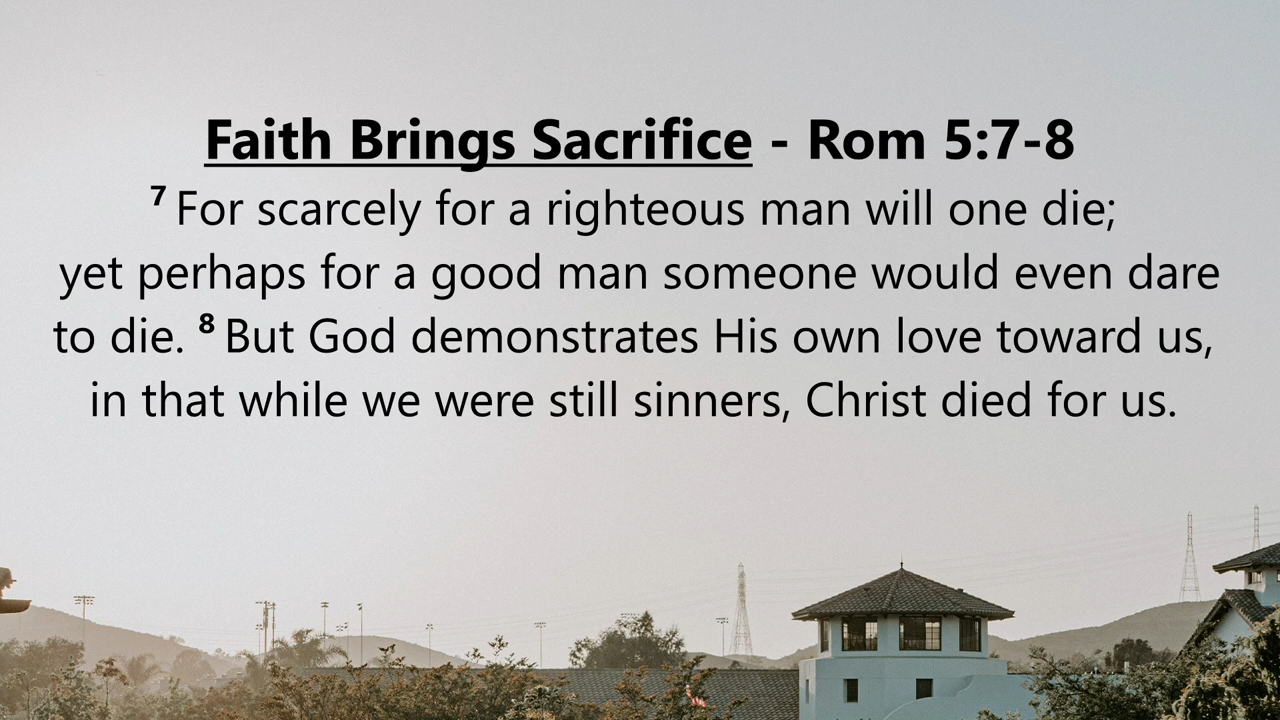 Faith Brings Sacrifice - Rom 5:7-8
7 For scarcely for a righteous man will one die;
yet perhaps for a good man someone would even dare
to die. 8 But God demonstrates His own love toward us,
in that while we were still sinners, Christ died for us.